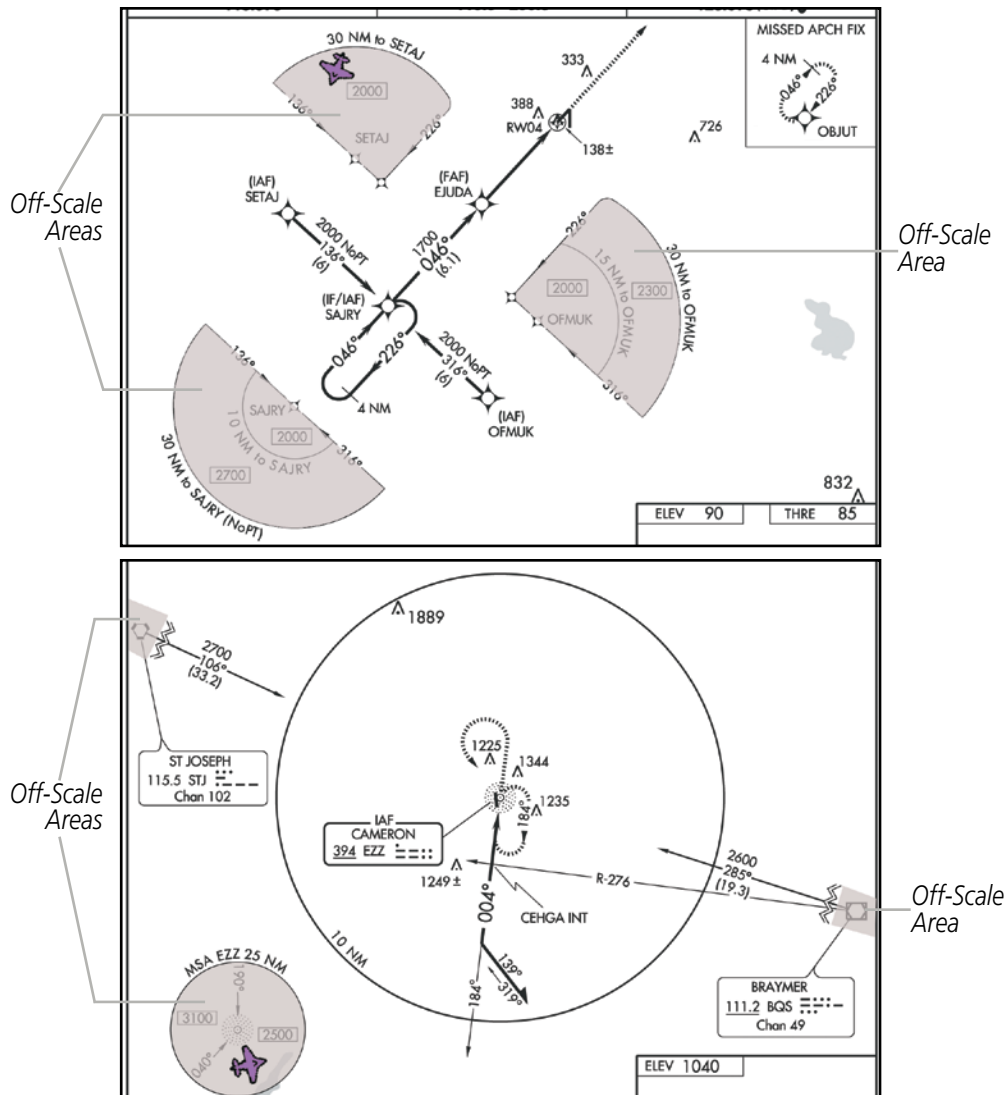 30 NM to SETAJ
2000
136°
226°
SETAJ
333
388
RW04
138±
726
MISSED APCH FIX
4 NM
046°
226°
OBJUT
Off-Scale
Areas
(IAF)
SETAJ
2000 NoPT
136°
(6)
(FAF)
EJUDA
1700
046°
(6.1)
(IF/IAF)
SAJRY
046°
226°
4 NM
2000 NoPT
316°
(6)
(IAF)
OFMUK
226°
2000
OFMUK
15 NM to OFMUK
2300
30 NM to OFMUK
316°
Off-Scale
Area
136°
SAJRY
2000
10 NM to SAJRY
316°
2700
30 NM to SAJRY (NoPT)
832
ELEV 90
THRE 85
1889
2700
106°
(33.2)
ST JOSEPH
115.5 STJ
Chan 102
Off-Scale
Areas
1225
1344
1235
184°
IAF
CAMERON
394 EZZ
1249 ±
R-276
2600
285°
(19.3)
Off-Scale
Area
004°
CEHGA INT
10 NM
139°
319°
184°
MSA EZZ 25 NM
190°
3100
2500
040°
BRAYMER
111.2 BQS
Chan 49
ELEV 1040